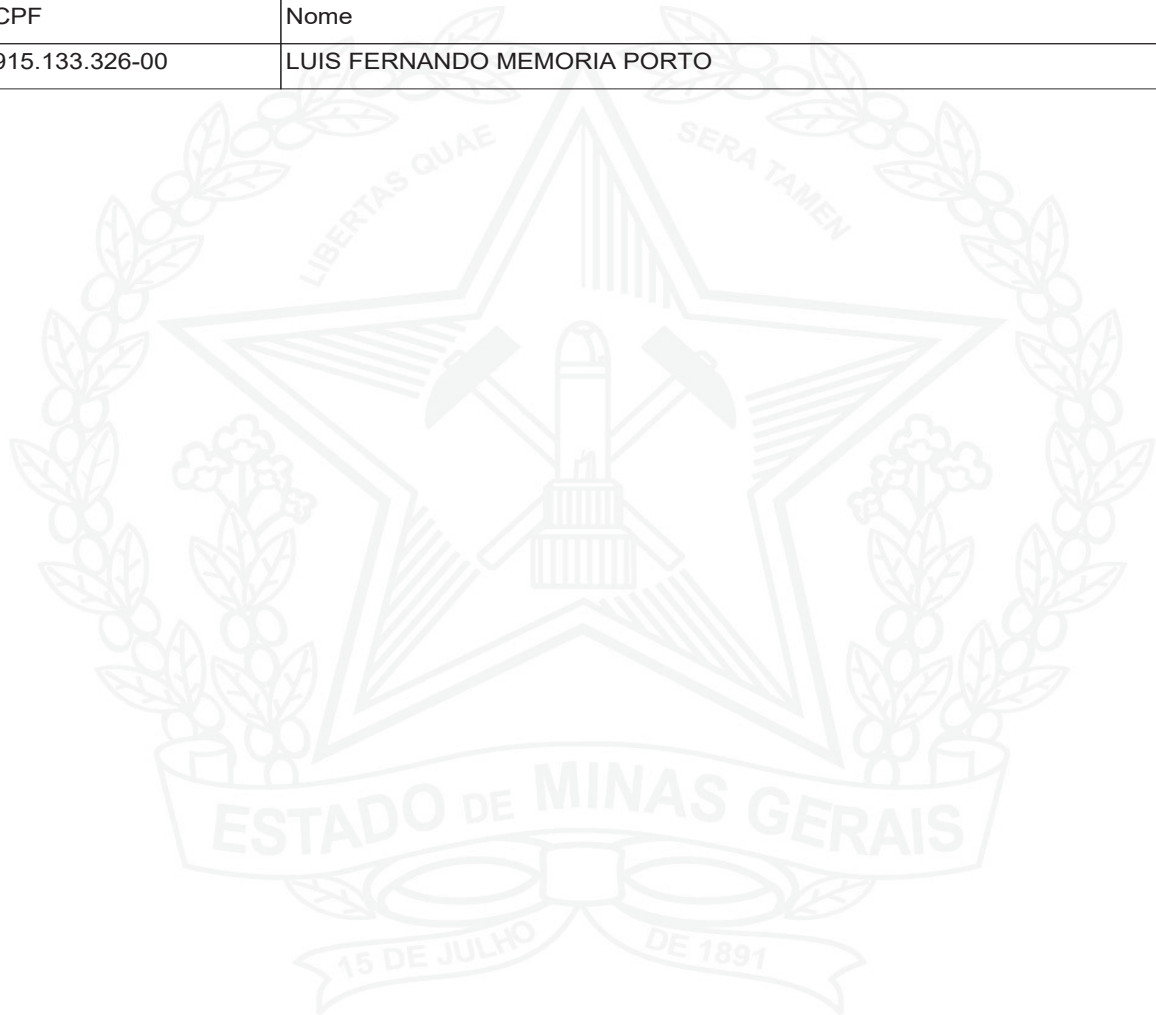 CPF Nome
915.133.326-00 LUIS FERNANDO MEMORIA PORTO
LIBERTAS QUAE SERA TAMEN
ESTADO DE MINAS GERAIS
15 DE JULHO DE 1891